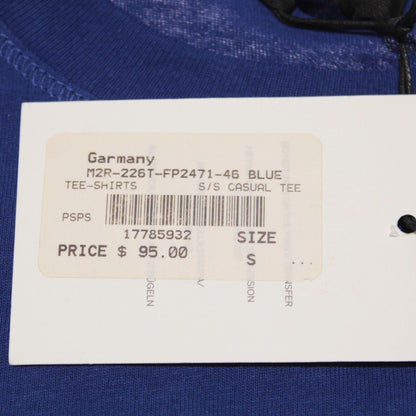 Garmany
M2R-226T-FP2471-46 BLUE
TEE-SHIRTS S/S CASUAL TEE
PSPS
17785932 SIZE
PRICE $ 95.00 S ...